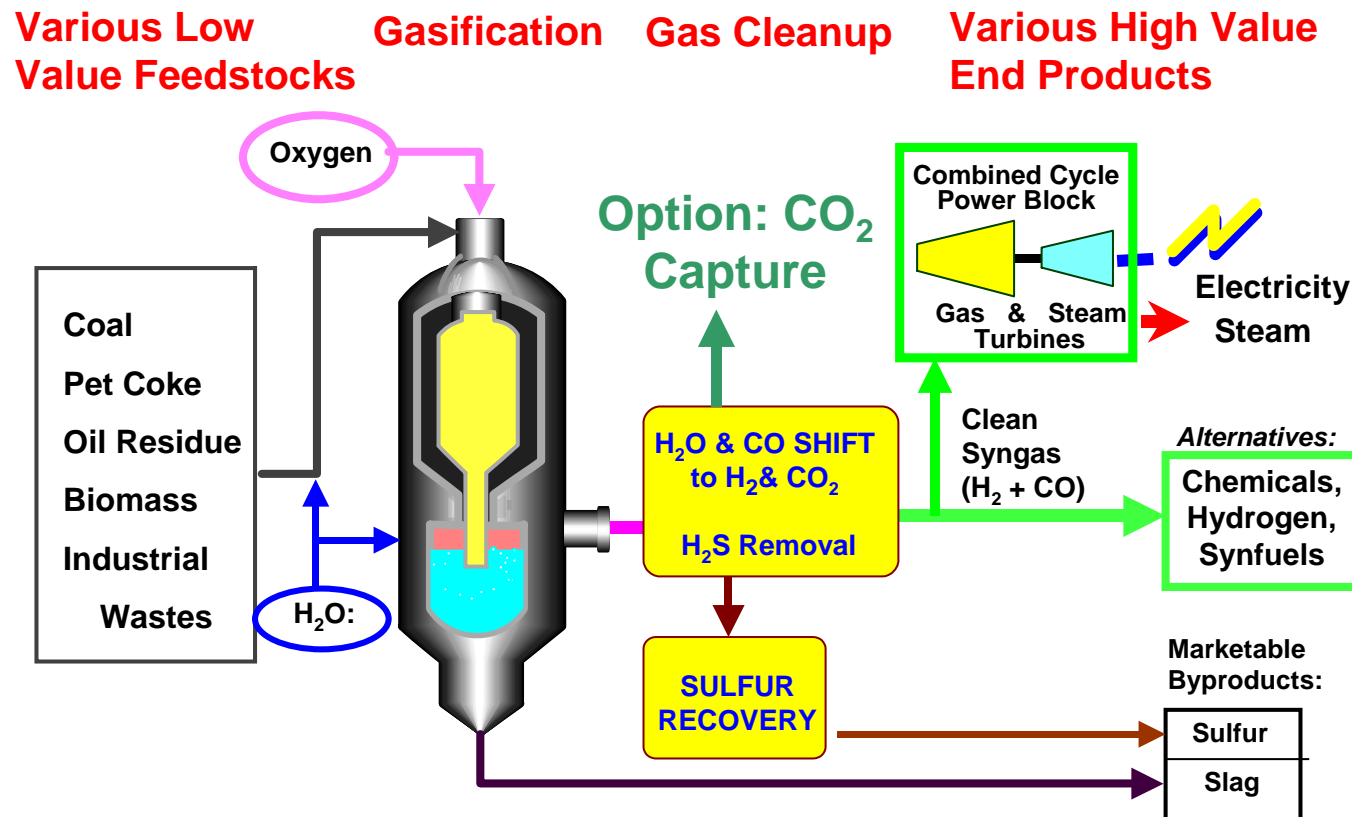 Various Low
Value Feedstocks
Gasification
Gas Cleanup
Various High Value
End Products
Oxygen
Coal
Pet Coke
Oil Residue
Biomass
Industrial
Wastes
H₂O:
Option: CO₂
Capture
H₂O & CO SHIFT
to H₂& CO₂
H₂S Removal
SULFUR
RECOVERY
Combined Cycle
Power Block
Gas & Steam
Turbines
Electricity
Steam
Clean
Syngas
(H₂ + CO)
Alternatives:
Chemicals,
Hydrogen,
Synfuels
Marketable
Byproducts:
Sulfur
Slag